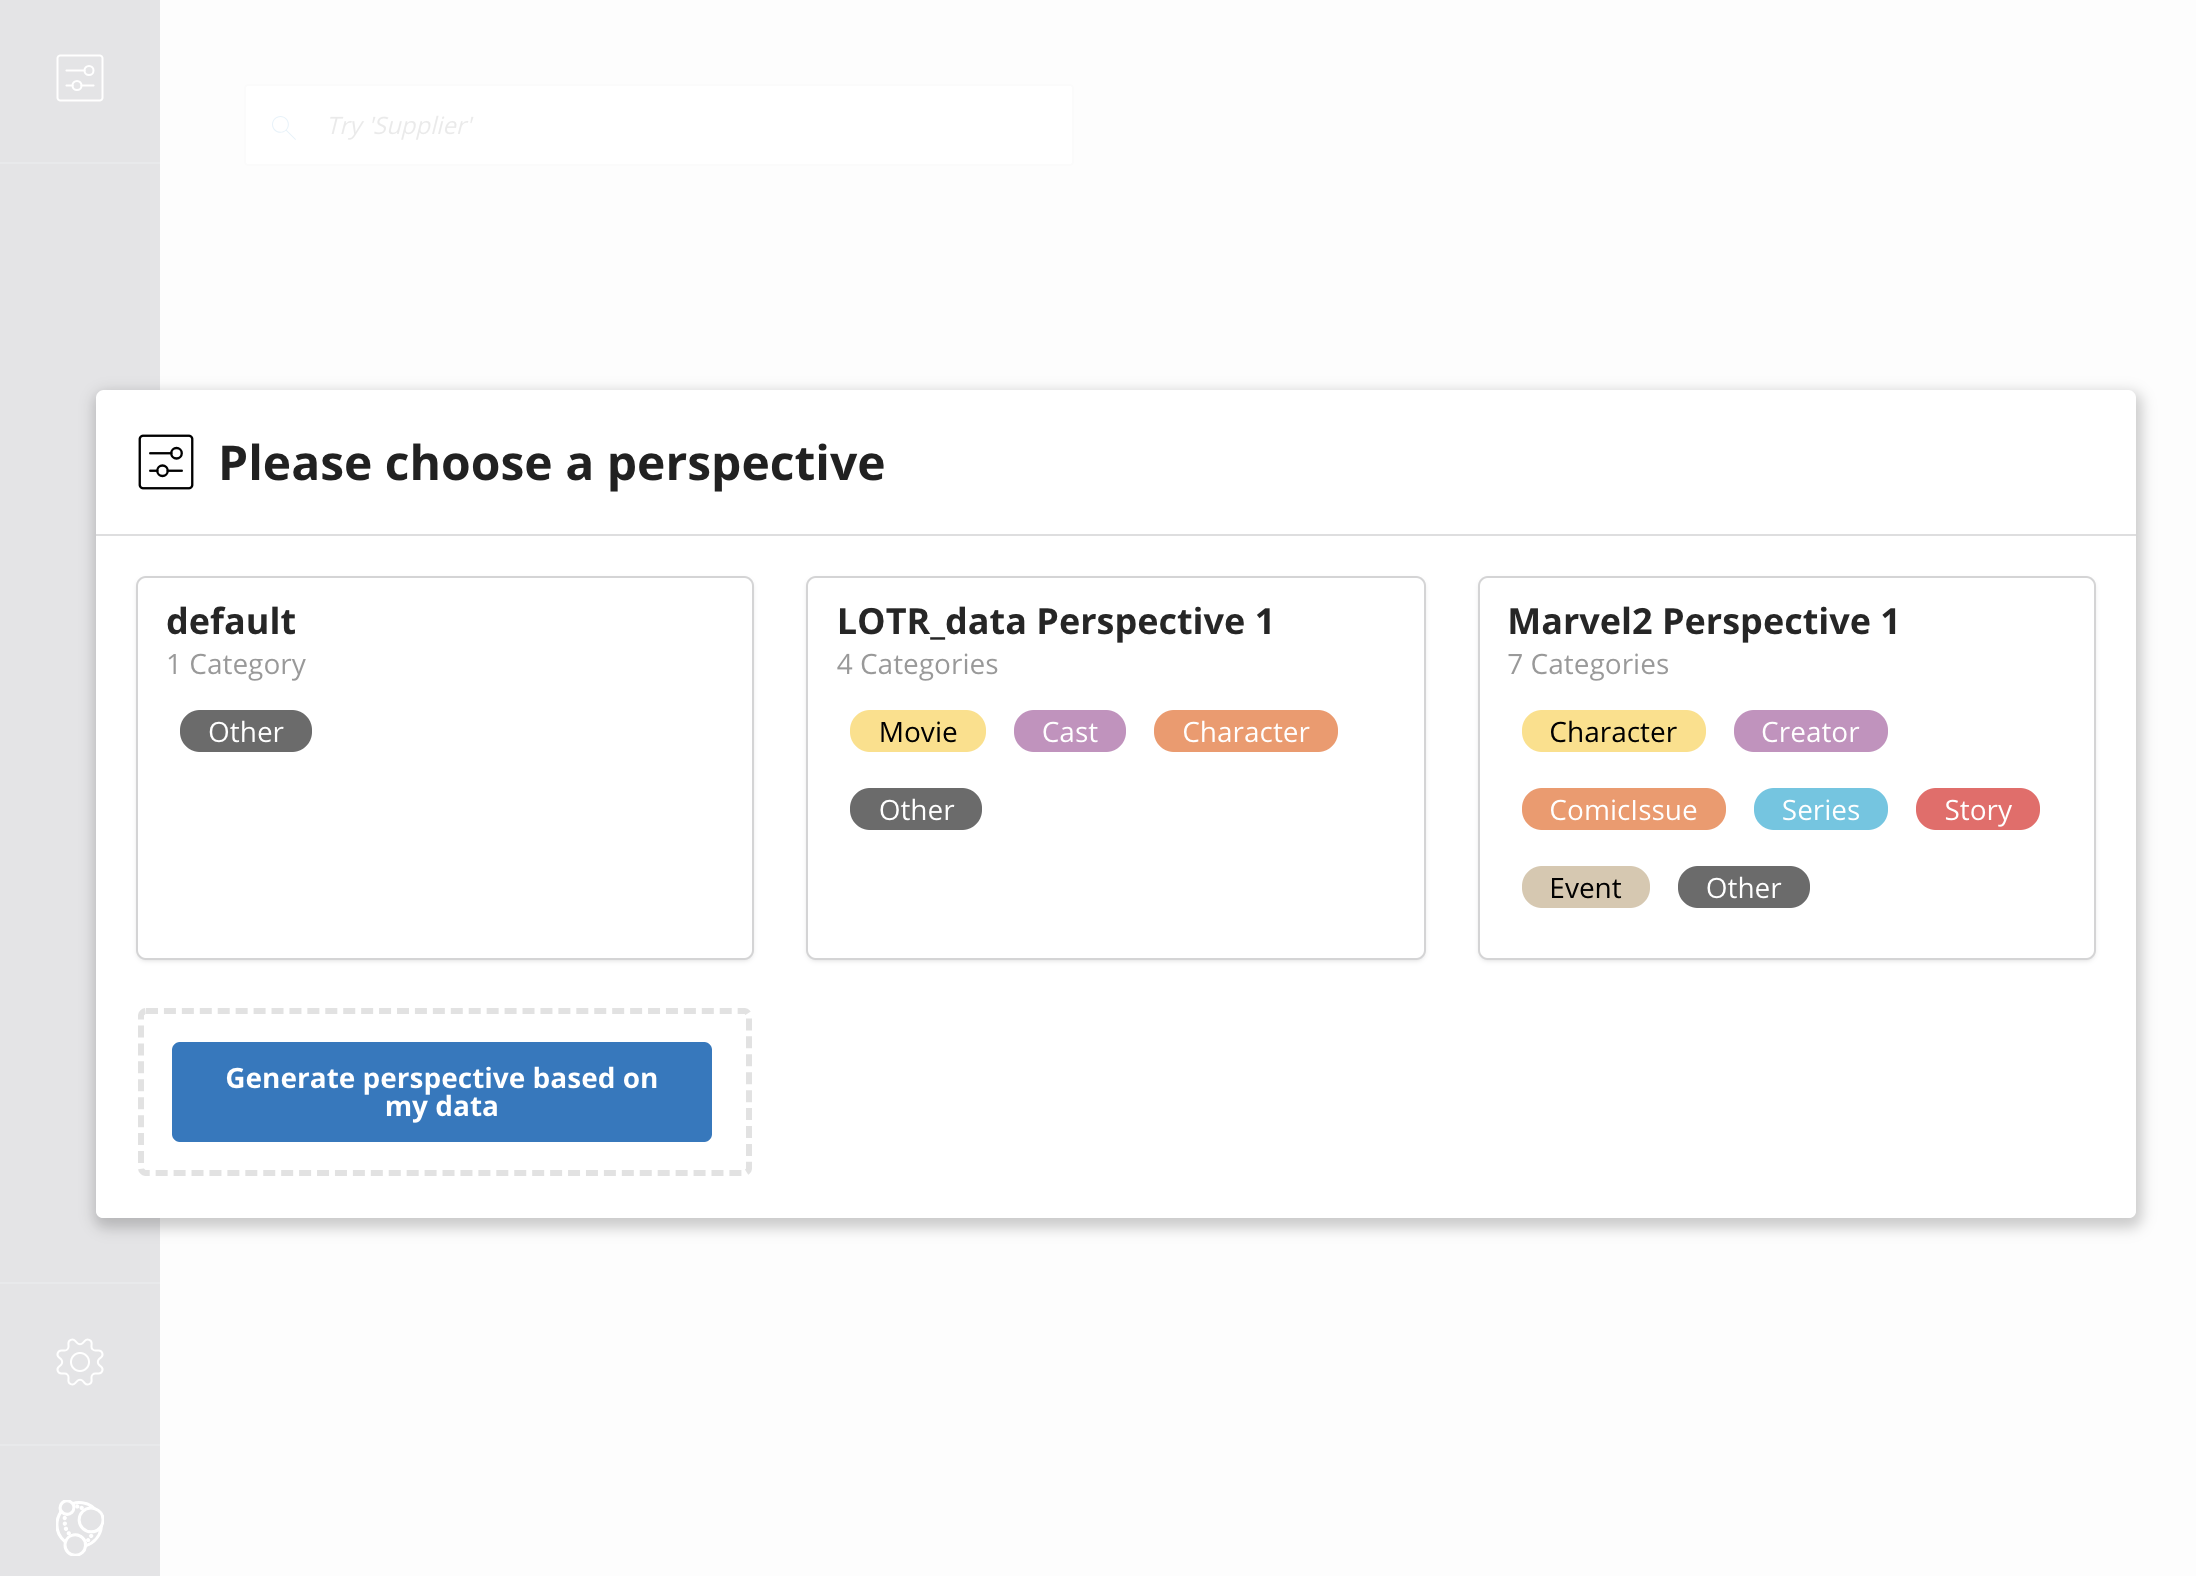 Try 'Supplier'
Please choose a perspective
default
1 Category
Other
LOTR_data Perspective 1
4 Categories
Movie Cast Character
Other
Marvel2 Perspective 1
7 Categories
Character Creator
ComicIssue Series Story
Event Other
Generate perspective based on
my data